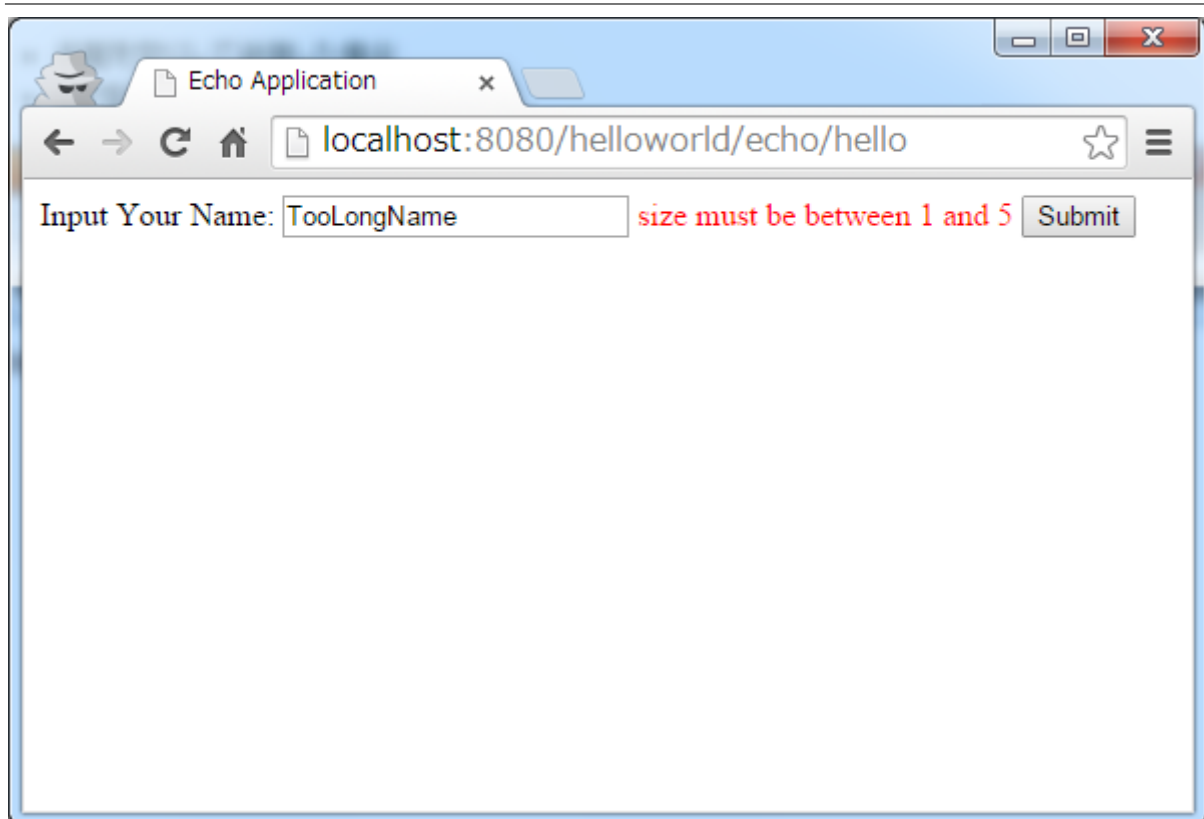 Echo Application
localhost:8080/helloworld/echo/hello
Input Your Name: TooLongName size must be between 1 and 5 Submit